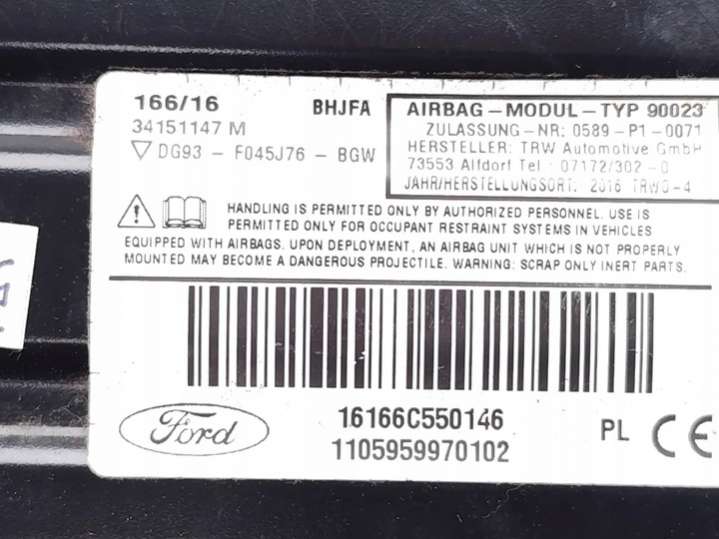 166/16
BHJFA
34151147 M
▽ DG93 - F045J76 - BGW
AIRBAG-MODUL-TYP 90023
ZULASSUNG-NR: 0589-P1-0071
HERSTELLER: TRW Automotive GmbH
73553 Alfdorf Tel: 07172/302-0
JAHR/HERSTELLUNGSORT: 2016 TRWG-4
HANDLING IS PERMITTED ONLY BY AUTHORIZED PERSONNEL. USE IS
PERMITTED ONLY FOR OCCUPANT RESTRAINT SYSTEMS IN VEHICLES
EQUIPPED WITH AIRBAGS. UPON DEPLOYMENT, AN AIRBAG UNIT WHICH IS NOT PROPERLY
MOUNTED MAY BECOME A DANGEROUS PROJECTILE. WARNING: SCRAP ONLY INERT PARTS.
Ford
16166C550146
1105959970102
PL CE